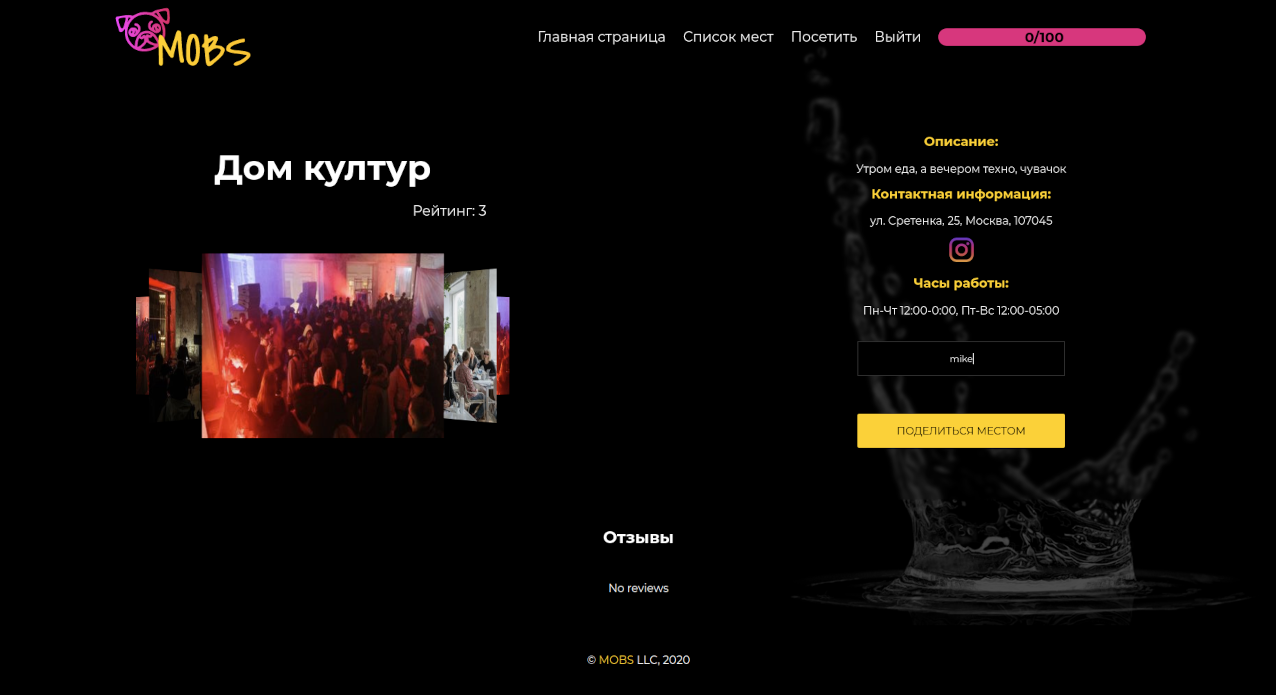 MOBS
Главная страница Список мест Посетить Выйти 0/100
Дом култур
Рейтинг: 3
Описание:
Утром еда, а вечером техно, чувачок
Контактная информация:
ул. Сретенка, 25, Москва, 107045
Часы работы:
Пн-Чт 12:00-0:00, Пт-Вс 12:00-05:00
mike
ПОДЕЛИТЬСЯ МЕСТОМ
Отзывы
No reviews
© MOBS LLC, 2020